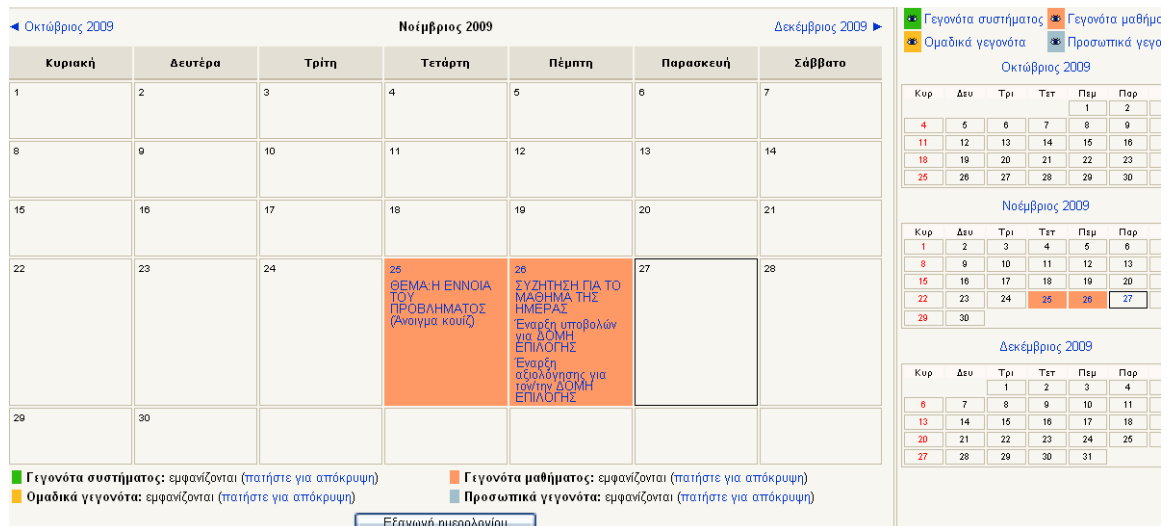 ◄ Οκτώβριος 2009 Νοέμβριος 2009 Δεκέμβριος 2009 ►
Κυριακή Δευτέρα Τρίτη Τετάρτη Πέμπτη Παρασκευή Σάββατο
1 2 3 4 5 6 7
8 9 10 11 12 13 14
15 16 17 18 19 20 21
22 23 24 25 26 27 28
ΘΕΜΑ:Η ΕΝΝΟΙΑ
ΤΟΥ
ΠΡΟΒΛΗΜΑΤΟΣ
(Άνοιγμα κουίζ)
ΣΥΖΗΤΗΣΗ ΓΙΑ ΤΟ
ΜΑΘΗΜΑ ΤΗΣ
ΗΜΕΡΑΣ
Έναρξη υποβολών
για ΔΟΜΗ
ΕΠΙΛΟΓΗΣ
Έναρξη
αξιολόγησης για
τον/την ΔΟΜΗ
ΕΠΙΛΟΓΗΣ
29 30
Γεγονότα συστήματος: εμφανίζονται (πατήστε για απόκρυψη) Γεγονότα μαθήματος: εμφανίζονται (πατήστε για απόκρυψη)
Ομαδικά γεγονότα: εμφανίζονται (πατήστε για απόκρυψη) Προσωπικά γεγονότα: εμφανίζονται (πατήστε για απόκρυψη)
Εξαγωγή ημερολογίου
Γεγονότα συστήματος Γεγονότα μαθήμο
Ομαδικά γεγονότα Προσωπικά γεγο
Οκτώβριος 2009
Κυρ Δευ Τρι Τετ Πεμ Παρ
1 2
4 5 6 7 8 9
11 12 13 14 15 16
18 19 20 21 22 23
25 26 27 28 29 30
Νοέμβριος 2009
Κυρ Δευ Τρι Τετ Πεμ Παρ
1 2 3 4 5 6
8 9 10 11 12 13
15 16 17 18 19 20
22 23 24 25 26 27
29 30
Δεκέμβριος 2009
Κυρ Δευ Τρι Τετ Πεμ Παρ
1 2 3 4
6 7 8 9 10 11
13 14 15 16 17 18
20 21 22 23 24 25
27 28 29 30 31